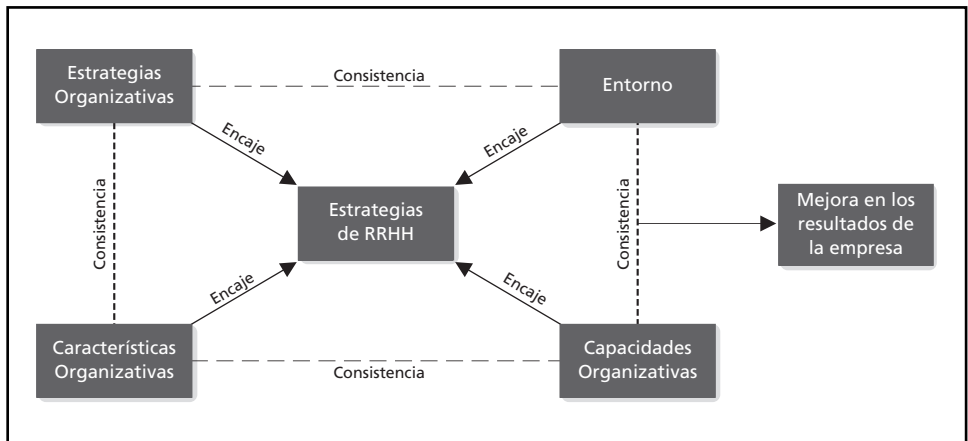 Estrategias
Organizativas
Consistencia
Entorno
Encaje
Encaje
Consistencia
Estrategias
de RRHH
Consistencia
Mejora en los
resultados de
la empresa
Encaje
Encaje
Características
Organizativas
Consistencia
Capacidades
Organizativas